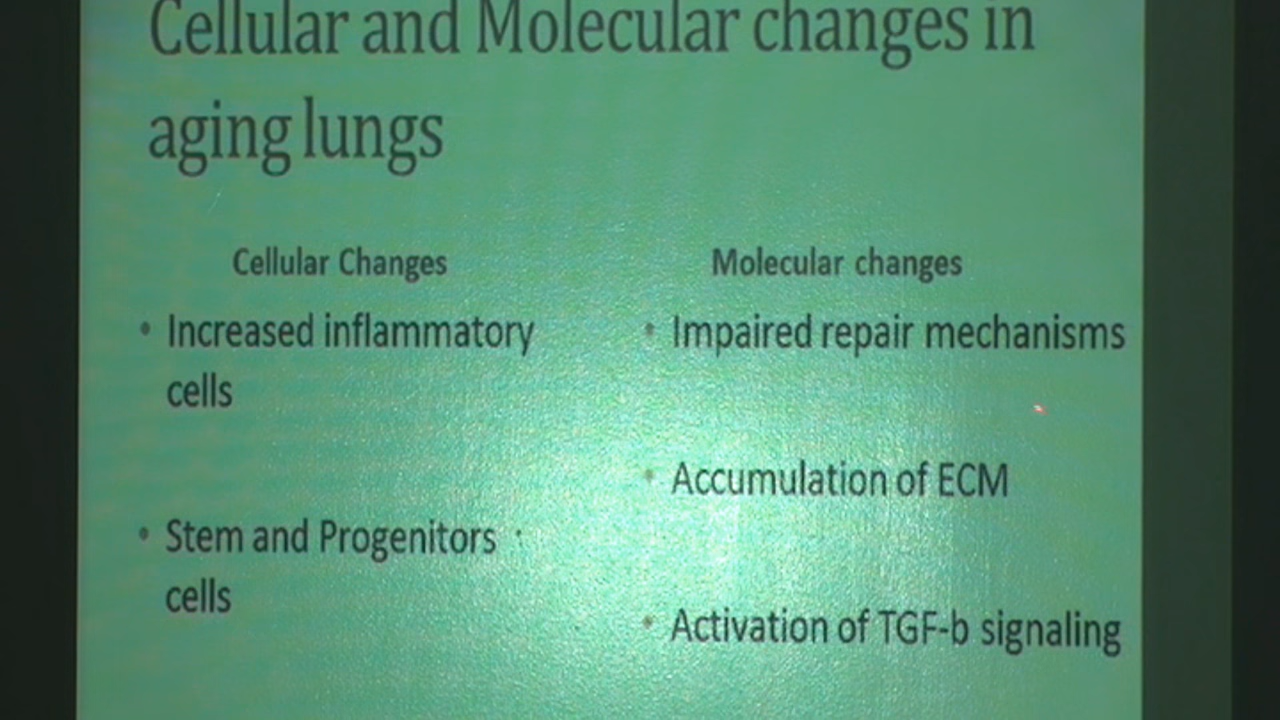 Cellular and Molecular changes in
aging lungs
Cellular Changes
• Increased inflammatory
cells
• Stem and Progenitors
cells
Molecular changes
• Impaired repair mechanisms
• Accumulation of ECM
• Activation of TGF-b signaling